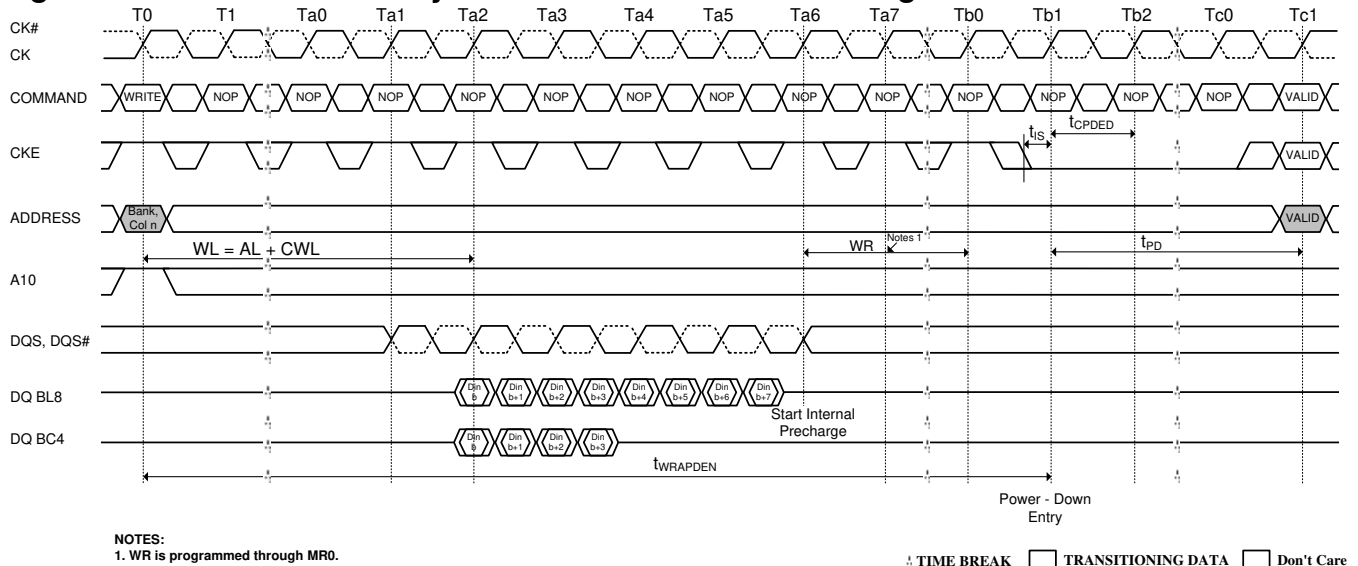 T0 T1 Ta0 Ta1 Ta2 Ta3 Ta4 Ta5 Ta6 Ta7 Tb0 Tb1 Tb2 Tc0 Tc1
CK#
CK
COMMAND WRITE NOP NOP NOP NOP NOP NOP NOP NOP NOP NOP NOP NOP NOP VALID
tIS tCPDED
CKE VALID
ADDRESS Bank, Col n VALID
WL = AL + CWL WR Notes 1 tPD
A10
DQS, DQS#
DQ BL8 Din b Din b+1 Din b+2 Din b+3 Din b+4 Din b+5 Din b+6 Din b+7
Start Internal
Precharge
DQ BC4 Din b Din b+1 Din b+2 Din b+3
tWRAPDEN
Power - Down
Entry
NOTES:
1. WR is programmed through MR0.
TIME BREAK TRANSITIONING DATA Don't Care